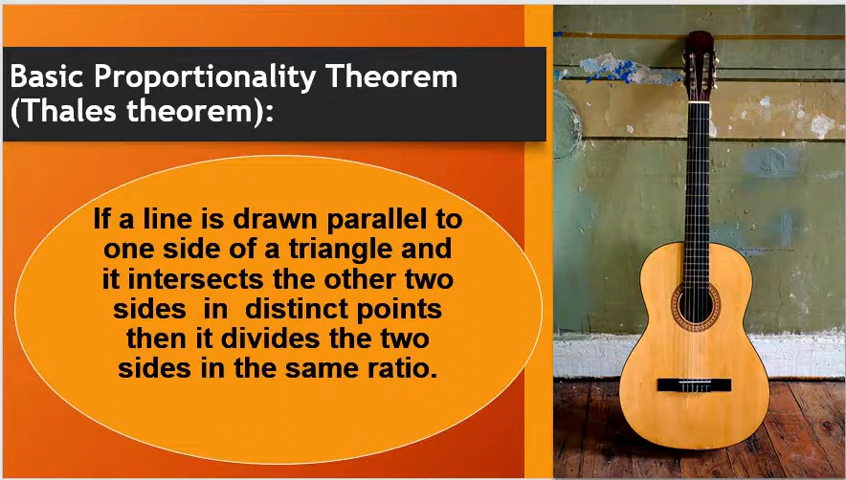 Basic Proportionality Theorem
(Thales theorem):
If a line is drawn parallel to
one side of a triangle and
it intersects the other two
sides in distinct points
then it divides the two
sides in the same ratio.